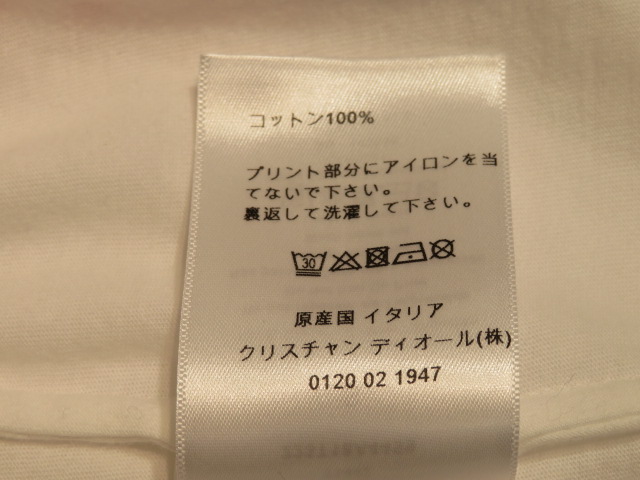 コットン100%
プリント部分にアイロンを当
てないで下さい。
裏返して洗濯して下さい。
30
原産国 イタリア
クリスチャン ディオール(株)
0120 02 1947